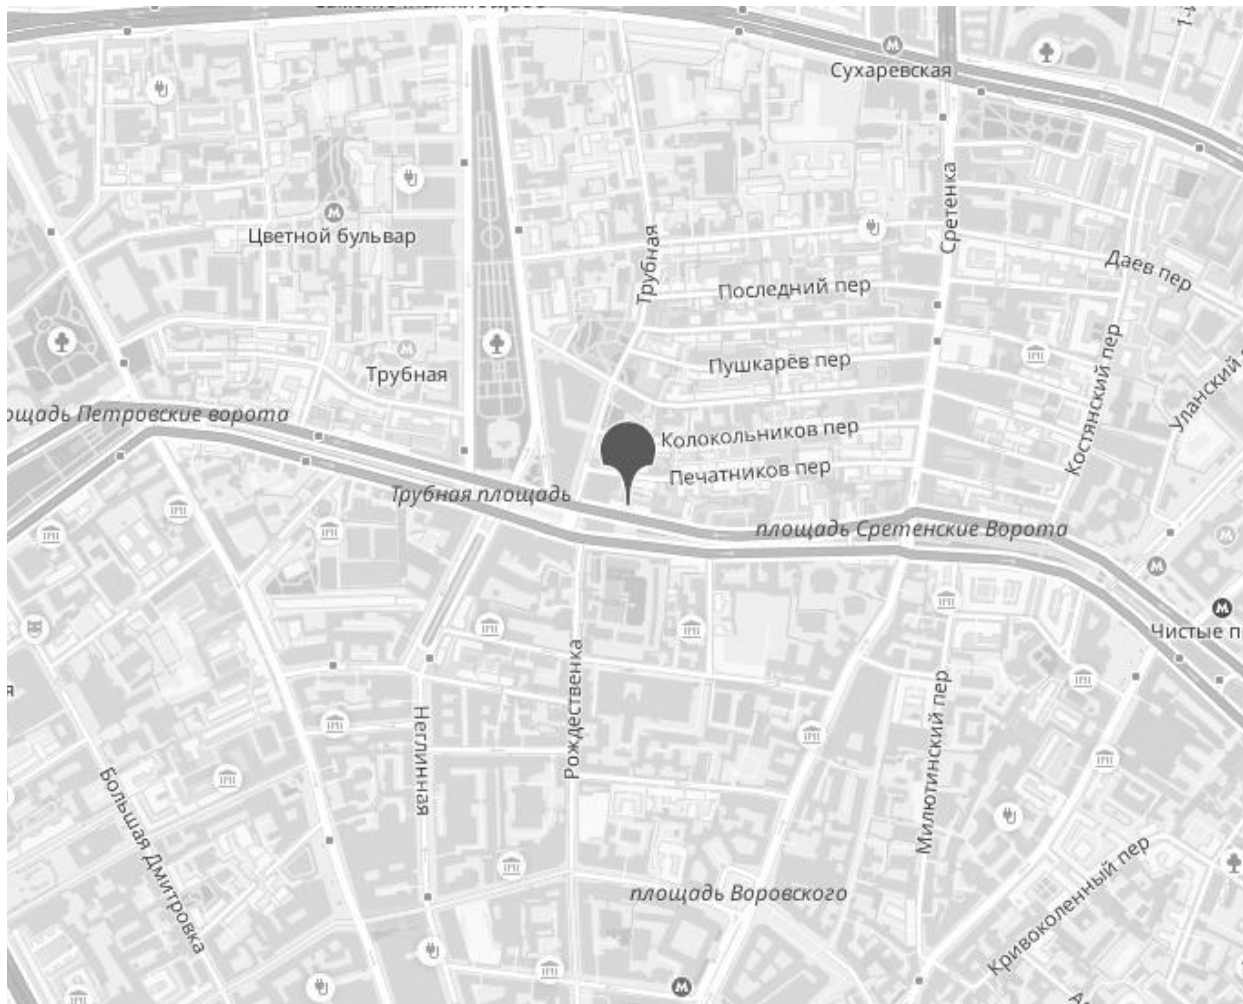 Сухаревская
Сретенка
Цветной бульвар
Трубная
Даев пер
Последний пер
Пушкарёв пер
Трубная
Костянский пер
Петровские ворота
Колокольников пер
Печатников пер
Трубная площадь
площадь Сретенские Ворота
Чистые
Рождественка
Неглинная
Милютинский пер
Большая Дмитровка
Кривоколенный пер
площадь Воровского
Уланский